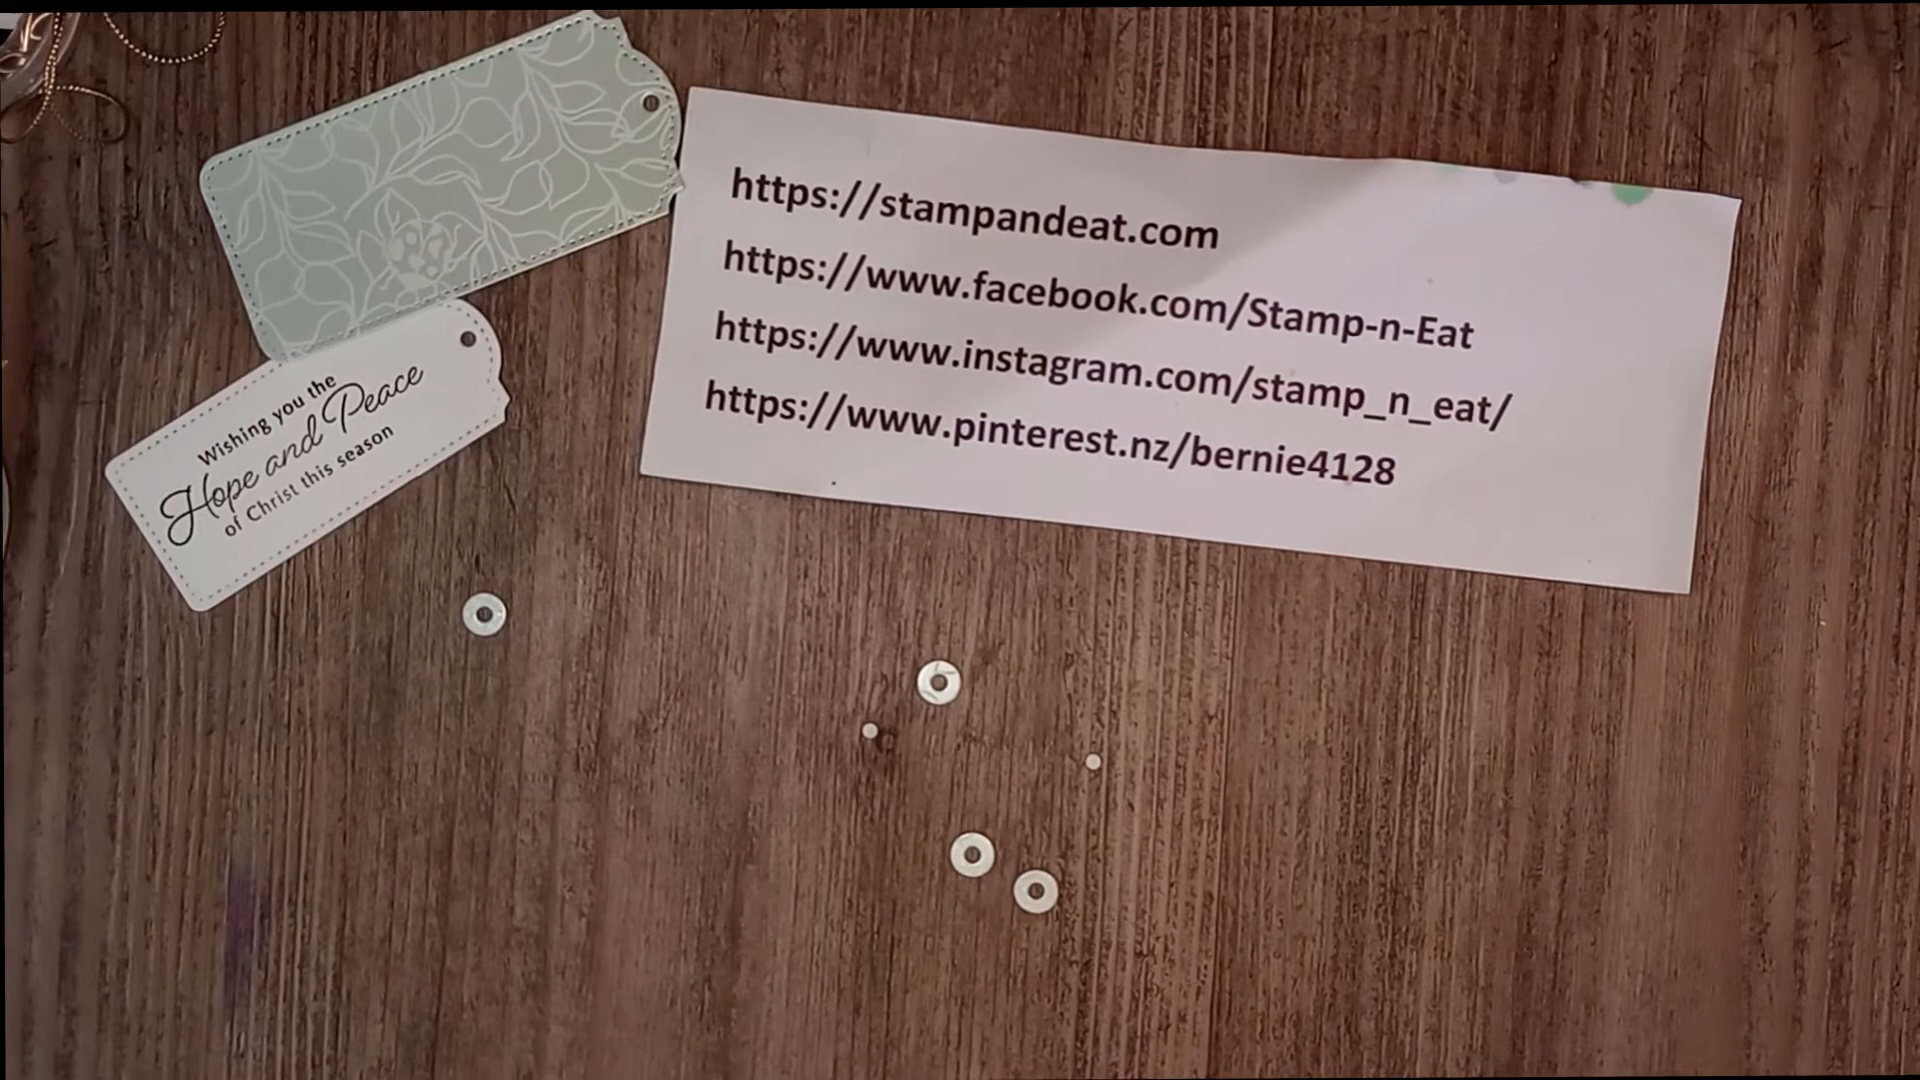 https://stampandeat.com
https://www.facebook.com/Stamp-n-Eat
https://www.instagram.com/stamp_n_eat/
https://www.pinterest.nz/bernie4128
Wishing you the
Hope and Peace
of Christ this season